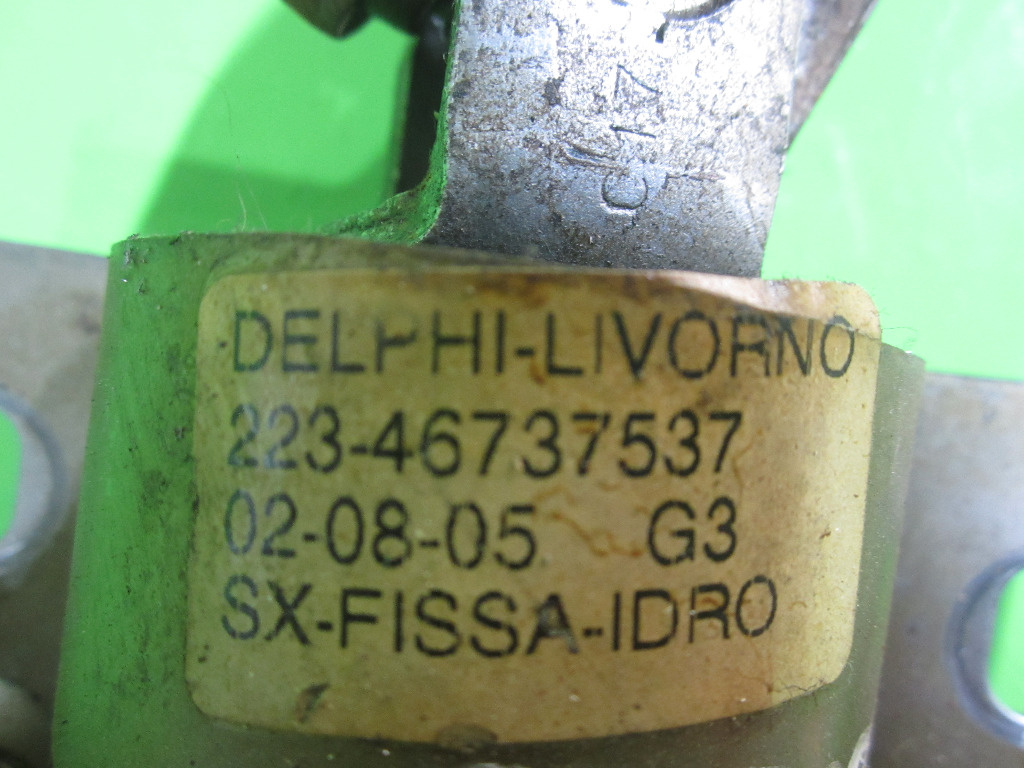 DELPHI-LIVORNO
223-46737537
02-08-05 G3
SX-FISSA-IDRO